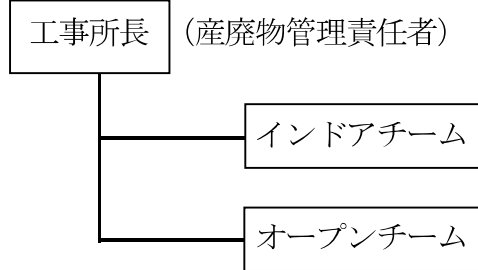 工事所長 （産廃物管理責任者）
インドアチーム
オープンチーム